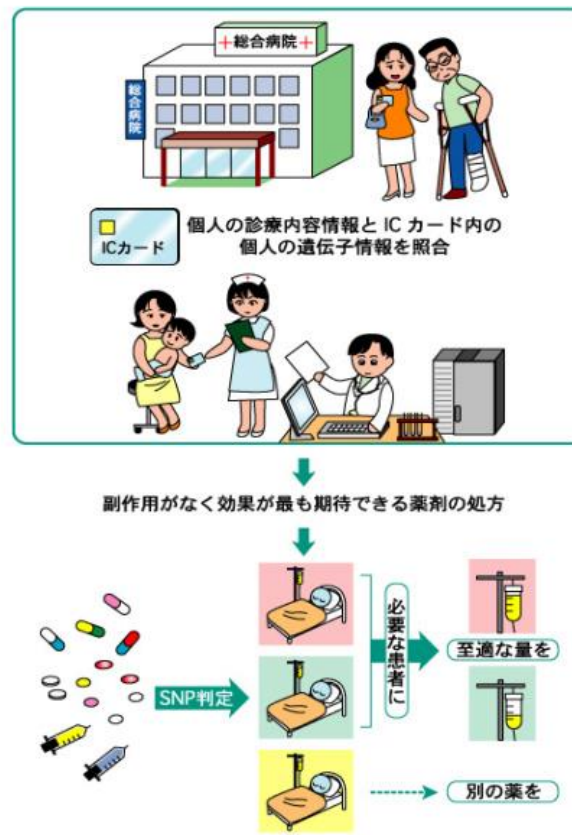 総合病院
総合病院
ICカード
個人の診療内容情報と IC カード内の
個人の遺伝子情報を照合
副作用がなく効果が最も期待できる薬剤の処方
SNP判定
必要な患者に
至適な量を
別の薬を